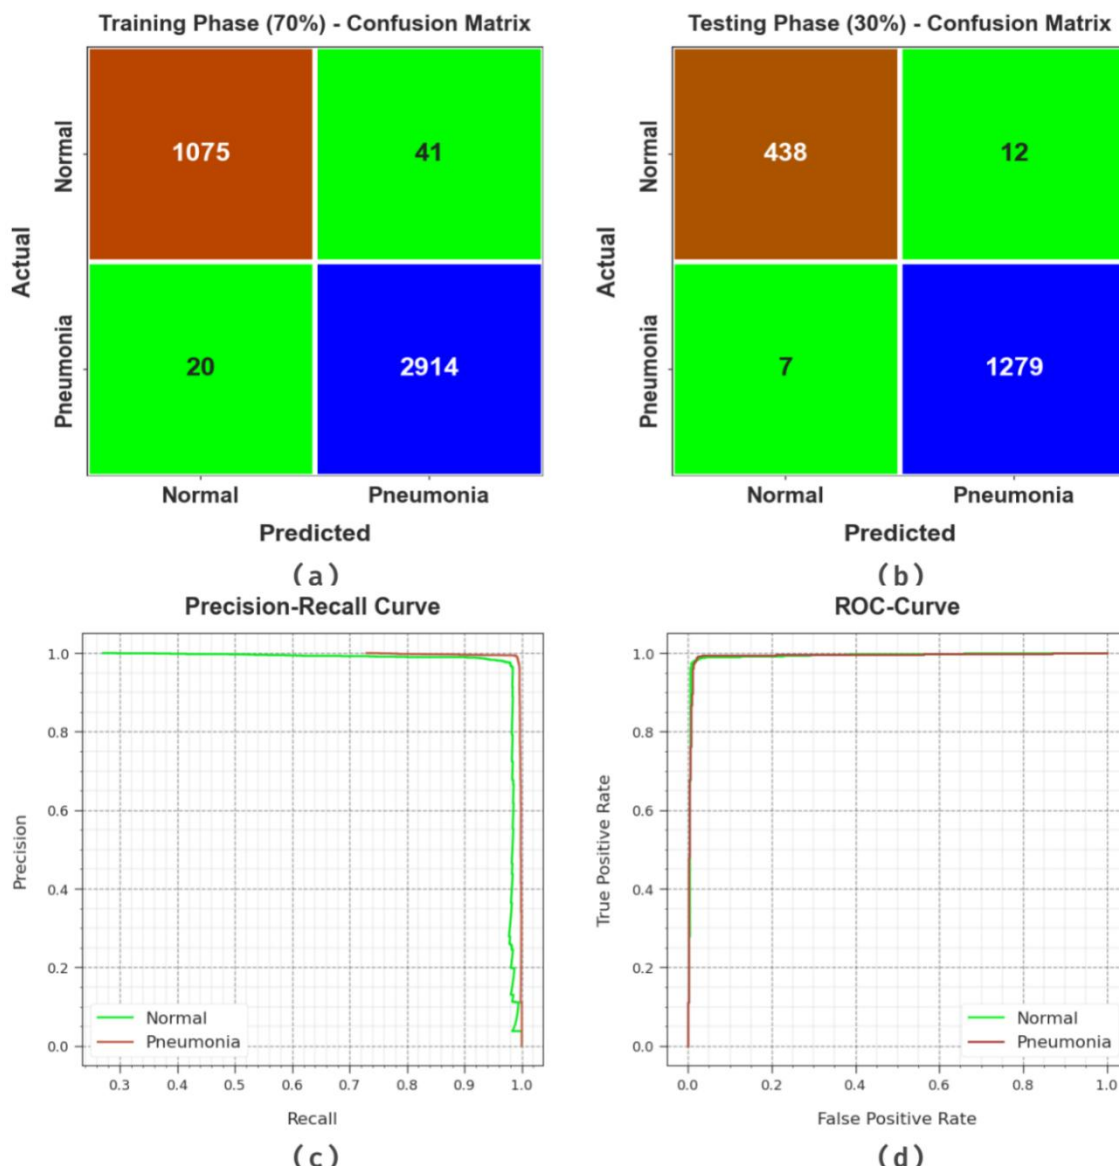 Training Phase (70%) - Confusion Matrix
Testing Phase (30%) - Confusion Matrix
Actual
Normal
Pneumonia
1075
41
20
2914
Normal
Pneumonia
Predicted
(a)
Actual
Normal
Pneumonia
438
12
7
1279
Normal
Pneumonia
Predicted
(b)
Precision-Recall Curve
Precision
1.0
0.8
0.6
0.4
0.2
0.0
Normal
Pneumonia
0.3 0.4 0.5 0.6 0.7 0.8 0.9 1.0
Recall
(c)
ROC-Curve
True Positive Rate
1.0
0.8
0.6
0.4
0.2
0.0
Normal
Pneumonia
0.0 0.2 0.4 0.6 0.8 1.0
False Positive Rate
(d)